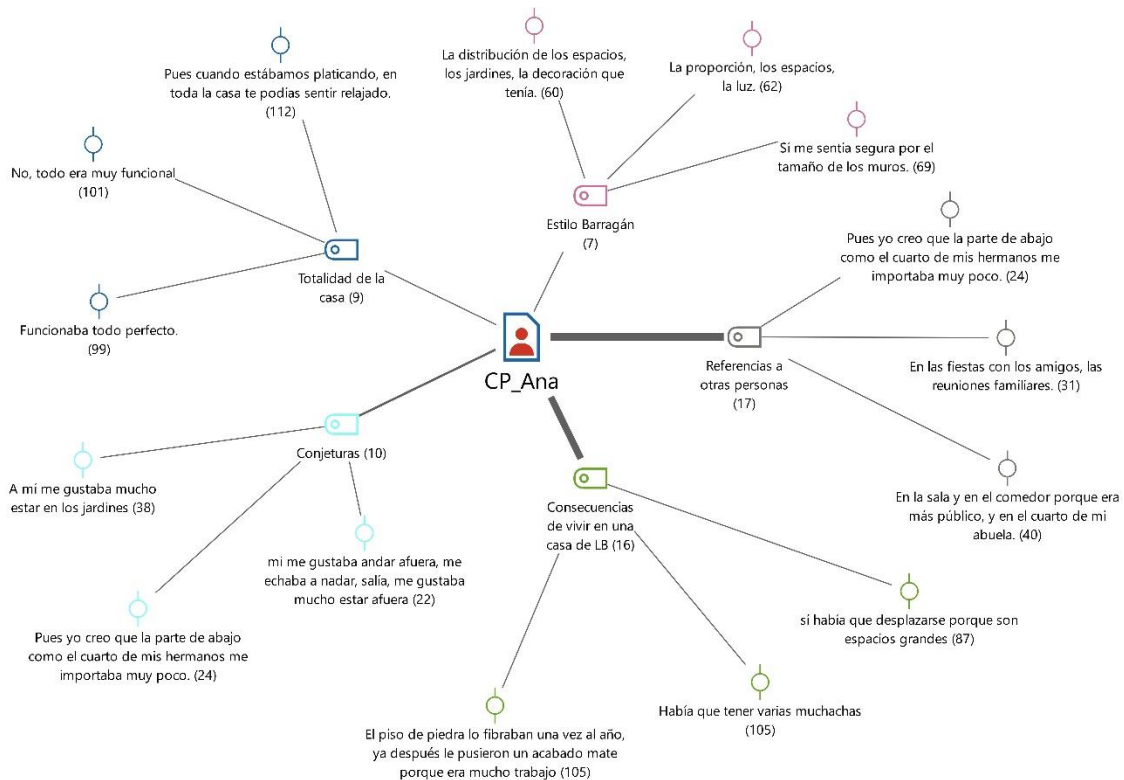 La distribución de los espacios,
los jardines, la decoración que
tenía. (60)
La proporción, los espacios,
la luz. (62)
Pues cuando estábamos platicando, en
toda la casa te podías sentir relajado.
(112)
Si me sentía segura por el
tamaño de los muros. (69)
No, todo era muy funcional
(101)
Estilo Barragán
(7)
Pues yo creo que la parte de abajo
como el cuarto de mis hermanos me
importaba muy poco. (24)
Totalidad de la
casa (9)
Funcionaba todo perfecto.
(99)
CP_Ana
Referencias a
otras personas
(17)
En las fiestas con los amigos, las
reuniones familiares. (31)
Conjeturas (10)
A mí me gustaba mucho
estar en los jardines (38)
En la sala y en el comedor porque era
más público, y en el cuarto de mi
abuela. (40)
Consecuencias
de vivir en una
casa de LB (16)
mi me gustaba andar afuera, me
echaba a nadar, salía, me gustaba
mucho estar afuera (22)
sí había que desplazarse porque son
espacios grandes (87)
Pues yo creo que la parte de abajo
como el cuarto de mis hermanos me
importaba muy poco. (24)
Había que tener varias muchachas
(105)
El piso de piedra lo fibraban una vez al año,
ya después le pusieron un acabado mate
porque era mucho trabajo (105)